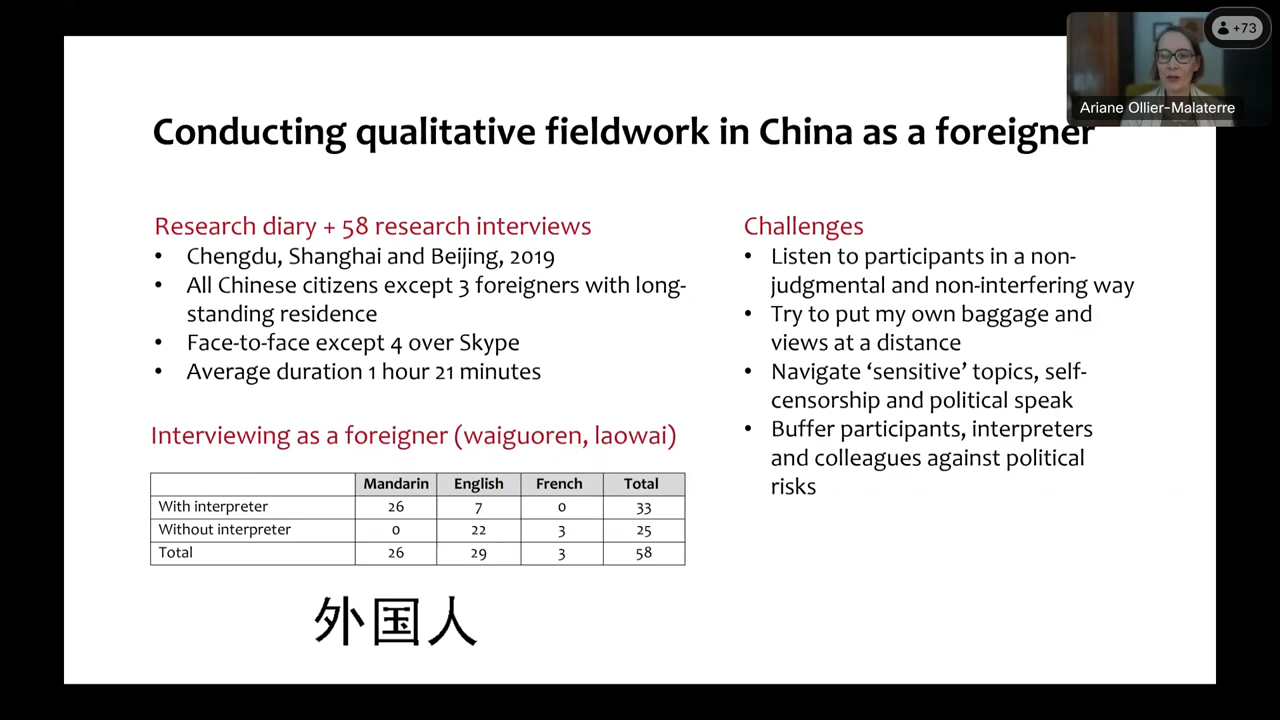 +73
Ariane Ollier-Malaterre
Conducting qualitative fieldwork in China as a foreigner
Research diary + 58 research interviews
• Chengdu, Shanghai and Beijing, 2019
• All Chinese citizens except 3 foreigners with long-
standing residence
• Face-to-face except 4 over Skype
• Average duration 1 hour 21 minutes
Interviewing as a foreigner (waiguoren, laowai)
Mandarin English French Total
With interpreter 26 7 0 33
Without interpreter 0 22 3 25
Total 26 29 3 58
外国人
Challenges
• Listen to participants in a non-
judgmental and non-interfering way
• Try to put my own baggage and
views at a distance
• Navigate ‘sensitive’ topics, self-
censorship and political speak
• Buffer participants, interpreters
and colleagues against political
risks